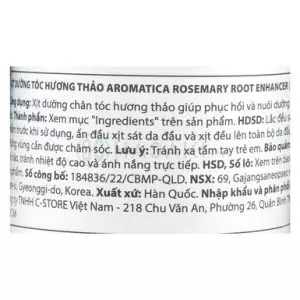 DƯỠNG TÓC HƯƠNG THẢO AROMATICA ROSEMARY ROOT ENHANCER
dụng: Xịt dưỡng chân tóc hương thảo giúp phục hồi và nuôi dưỡng
Thành phần: Xem mục "Ingredients" trên sản phẩm. HDSD: Lắc đều
trước khi sử dụng, ấn đầu xịt sát da đầu và xịt đều lên toàn bộ da
vùng cần được chăm sóc. Lưu ý: Tránh xa tầm tay trẻ em. Bảo quản:
, tránh nhiệt độ cao và ánh nắng trực tiếp. HSD, Số lô: Xem trên
Số công bố: 184836/22/CBMP-QLD. NSX: 69, Gajangsaneopseo
Gyeonggi-do, Korea. Xuất xứ: Hàn Quốc. Nhập khẩu và phân phối
ty TNHH C-STORE Việt Nam - 218 Chu Văn An, Phường 26, Quận Bình